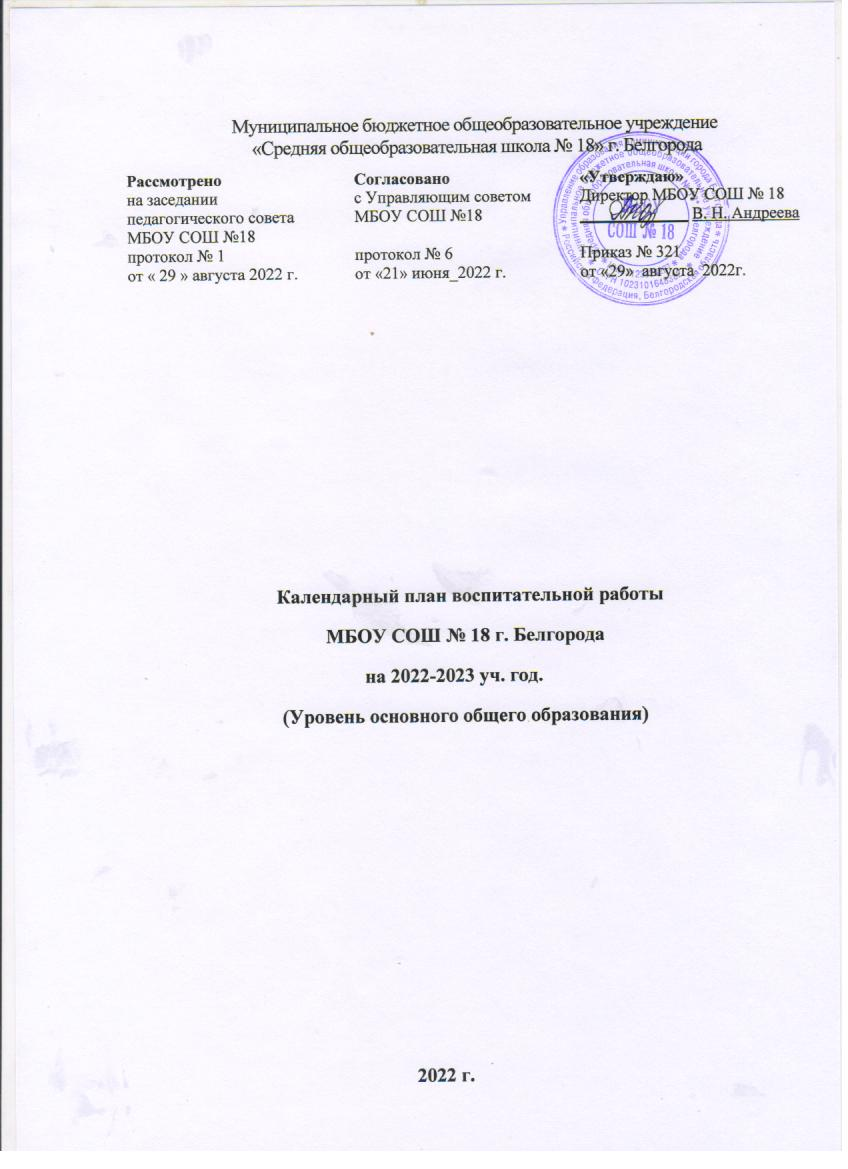 Муниципальное бюджетное общеобразовательное учреждение
«Средняя общеобразовательная школа № 18» г. Белгорода
Рассмотрено
на заседании
педагогического совета
МБОУ СОШ №18
протокол № 1
от « 29 » августа 2022 г.
Согласовано
с Управляющим советом
МБОУ СОШ №18
протокол № 6
от «21» июня_2022 г.
«Утверждаю»
Директор МБОУ СОШ № 18
В. Н. Андреева
Приказ № 321
от «29» августа 2022г.
СОШ № 18
Календарный план воспитательной работы
МБОУ СОШ № 18 г. Белгорода
на 2022-2023 уч. год.
(Уровень основного общего образования)
2022 г.